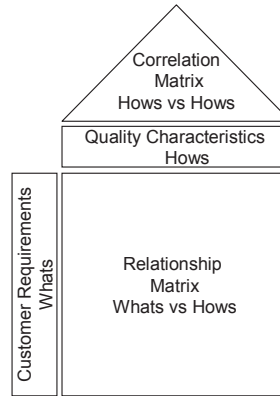 Correlation
Matrix
Hows vs Hows
Quality Characteristics
Hows
Customer Requirements
Whats
Relationship
Matrix
Whats vs Hows